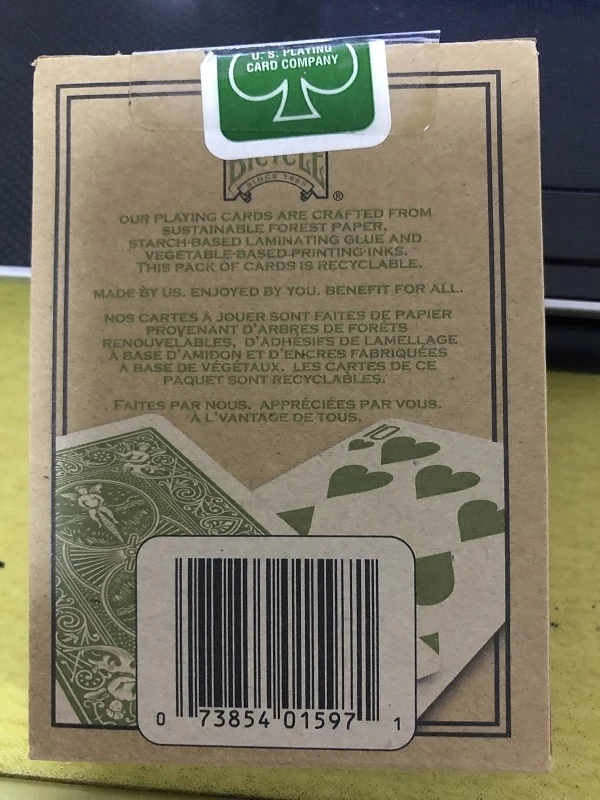 U. S. PLAYING
CARD COMPANY
BICYCLE
SINCE 1885
®
OUR PLAYING CARDS ARE CRAFTED FROM
SUSTAINABLE FOREST PAPER,
STARCH-BASED LAMINATING GLUE AND
VEGETABLE-BASED PRINTING INKS.
THIS PACK OF CARDS IS RECYCLABLE.
MADE BY US. ENJOYED BY YOU. BENEFIT FOR ALL.
NOS CARTES À JOUER SONT FAITES DE PAPIER
PROVENANT D'ARBRES DE FORÊTS
RENOUVELABLES, D'ADHÉSIFS DE LAMELLAGE
À BASE D'AMIDON ET D'ENCRES FABRIQUÉES
À BASE DE VÉGÉTAUX. LES CARTES DE CE
PAQUET SONT RECYCLABLES.
FAITES PAR NOUS. APPRÉCIÉES PAR VOUS.
À L'VANTAGE DE TOUS.
10
0 73854 01597 1